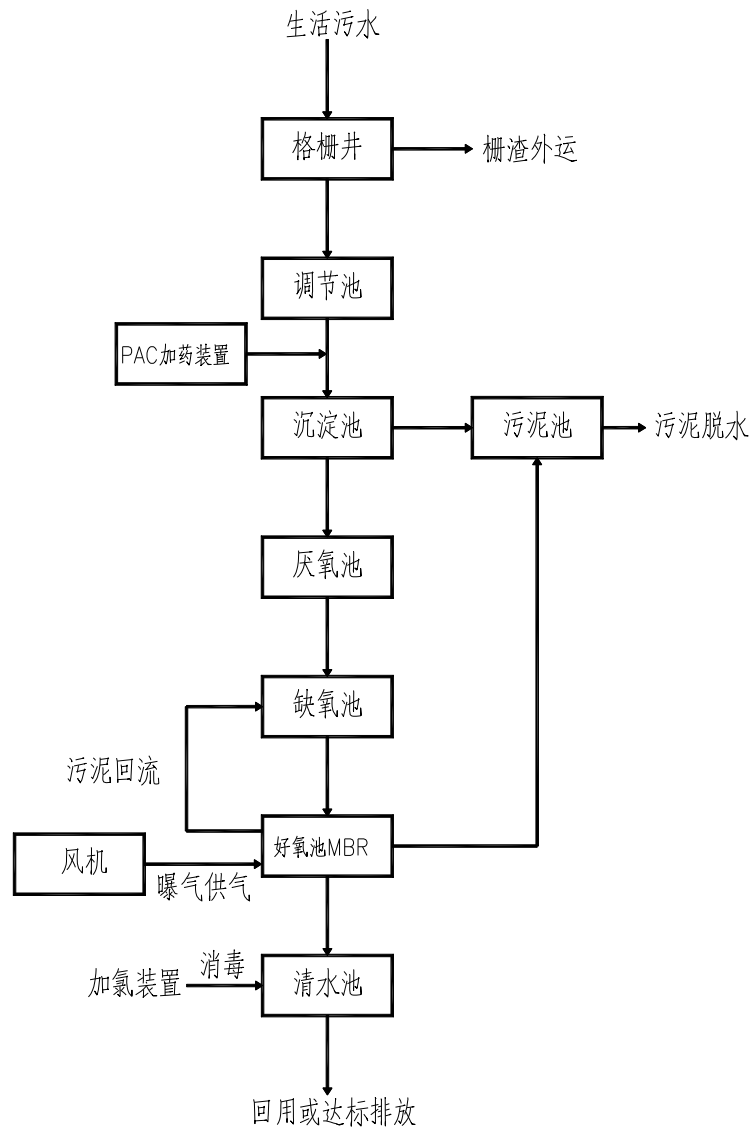 生活污水
格栅井
栅渣外运
调节池
PAC加药装置
沉淀池
污泥池
污泥脱水
厌氧池
缺氧池
污泥回流
好氧池MBR
风机
曝气供气
消毒
加氯装置
清水池
回用或达标排放